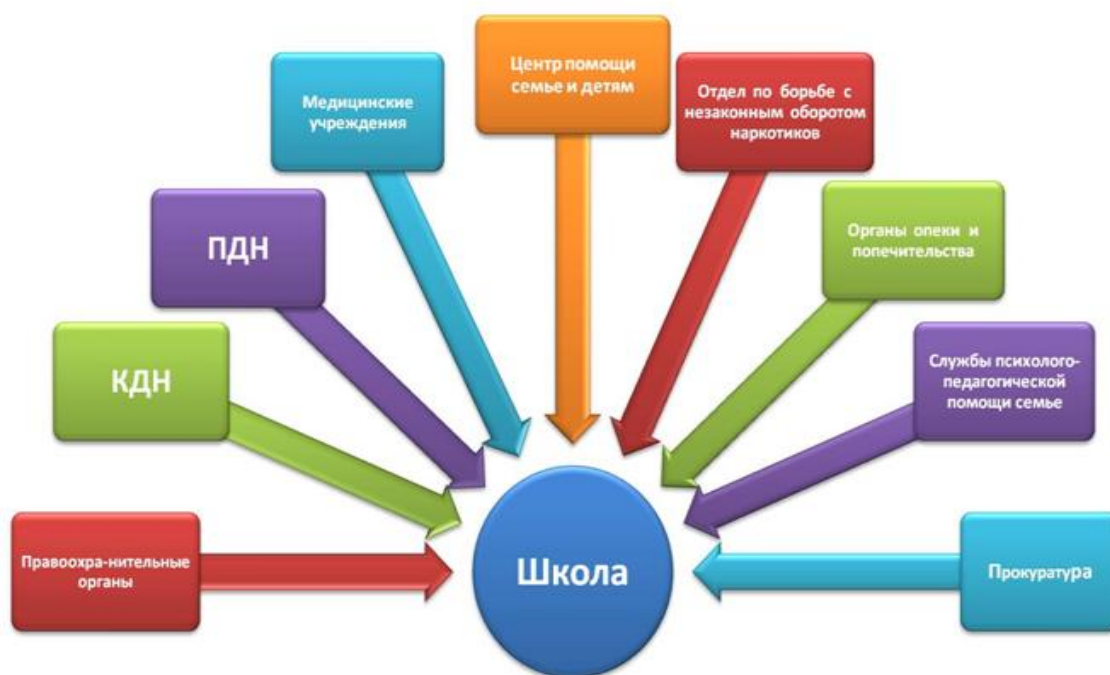 Центр помощи
семье и детям
Медицинские
учреждения
Отдел по борьбе с
незаконным оборотом
наркотиков
ПДН
Органы опеки и
попечительства
КДН
Службы психолого-
педагогической
помощи семье
Правоохра-нительные
органы
Школа
Прокуратура